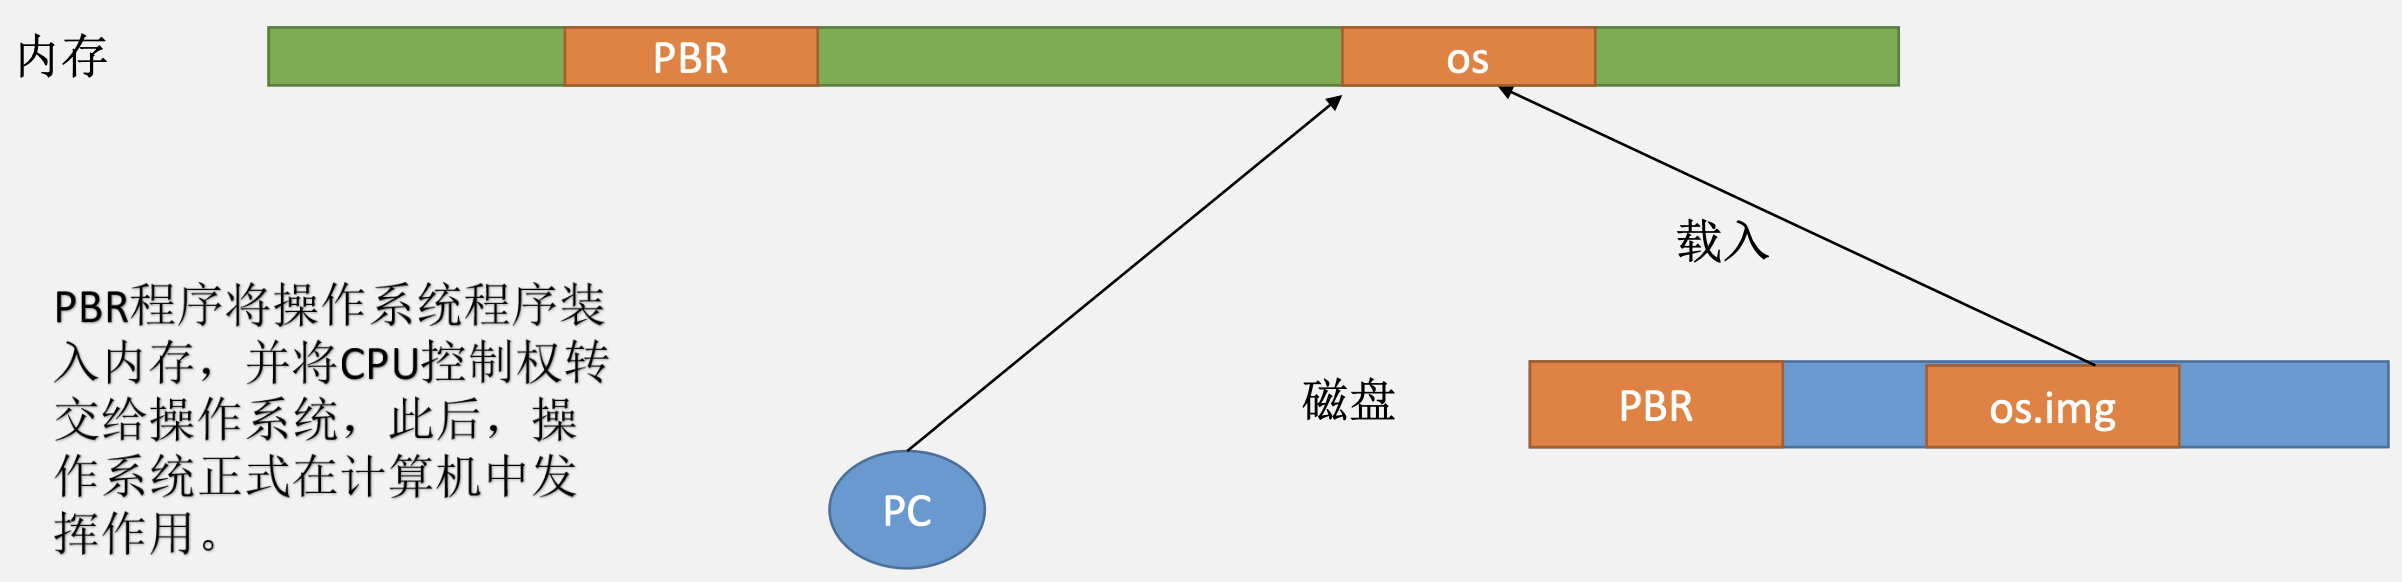 内存
PBR
os
载入
PBR程序将操作系统程序装
入内存，并将CPU控制权转
交给操作系统，此后，操
作系统正式在计算机中发
挥作用。
磁盘
PBR
os.img
PC